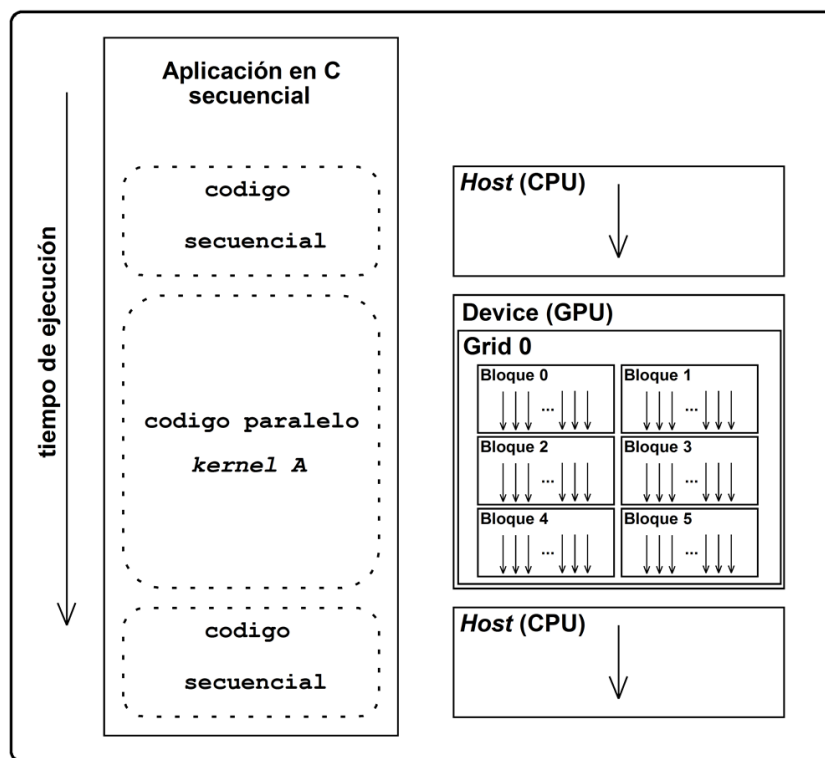 Aplicación en C
secuencial
tiempo de ejecución
codigo
secuencial
Host (CPU)
codigo paralelo
kernel A
Device (GPU)
Grid 0
Bloque 0
...
Bloque 1
...
Bloque 2
...
Bloque 3
...
Bloque 4
...
Bloque 5
...
codigo
secuencial
Host (CPU)